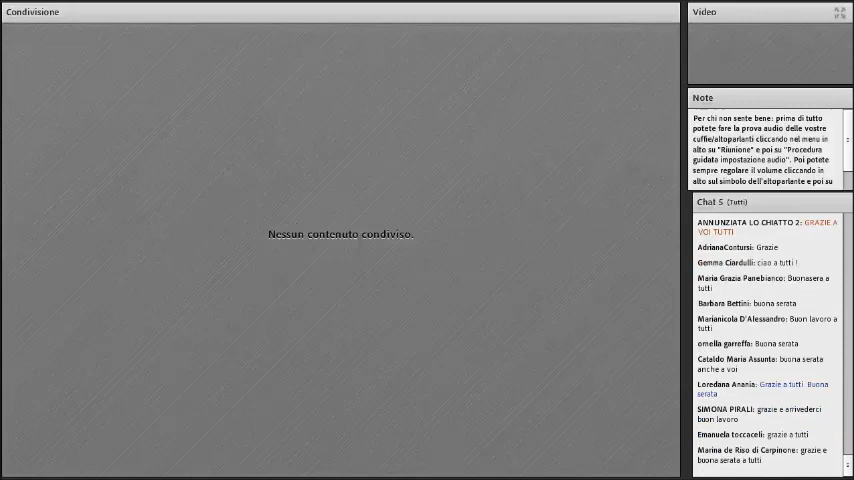 Condivisione
Nessun contenuto condiviso.
Video
Note
Per chi non sente bene: prima di tutto
potete fare la prova audio delle vostre
cuffie/altoparlanti cliccando nel menu in
alto su "Riunione" e poi su "Procedura
guidata impostazione audio". Poi potete
sempre regolare il volume cliccando in
alto sul simbolo dell'altoparlante e poi su
Chat 5 (Tutti)
ANNUNZIATA LO CHIATTO 2: GRAZIE A
VOI TUTTI
AdrianaContursi: Grazie
Gemma Ciardulli: ciao a tutti !
Maria Grazia Panebianco: Buonasera a
tutti
Barbara Bettini: buona serata
Marianicola D'Alessandro: Buon lavoro a
tutti
ornella garreffa: Buona serata
Cataldo Maria Assunta: buona serata
anche a voi
Loredana Anania: Grazie a tutti. Buona
serata
SIMONA PIRALI: grazie e arrivederci
buon lavoro
Emanuela toccaceli: grazie a tutti
Marina de Riso di Carpinone: grazie e
buona serata a tutti